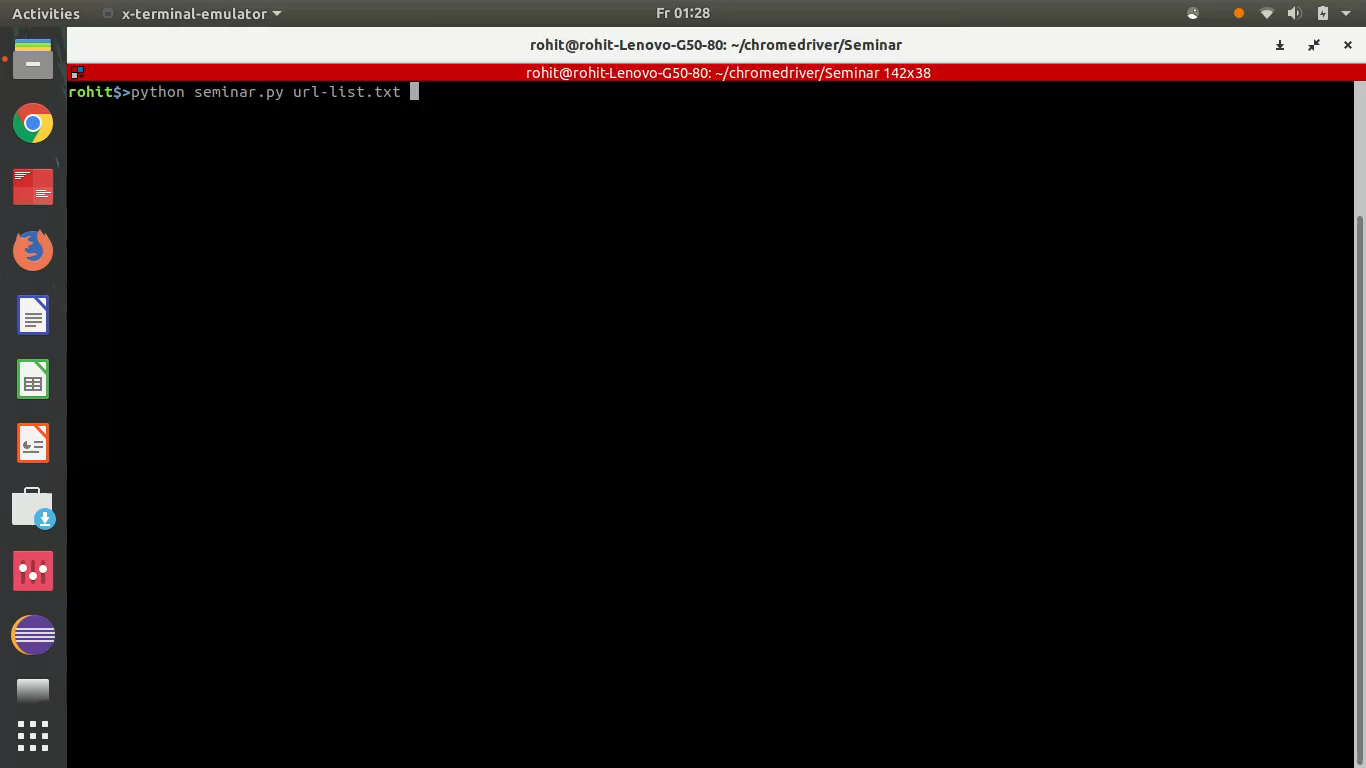 Activities x-terminal-emulator Fr 01:28
rohit@rohit-Lenovo-G50-80: ~/chromedriver/Seminar
rohit@rohit-Lenovo-G50-80: ~/chromedriver/Seminar 142x38
rohit$>python seminar.py url-list.txt